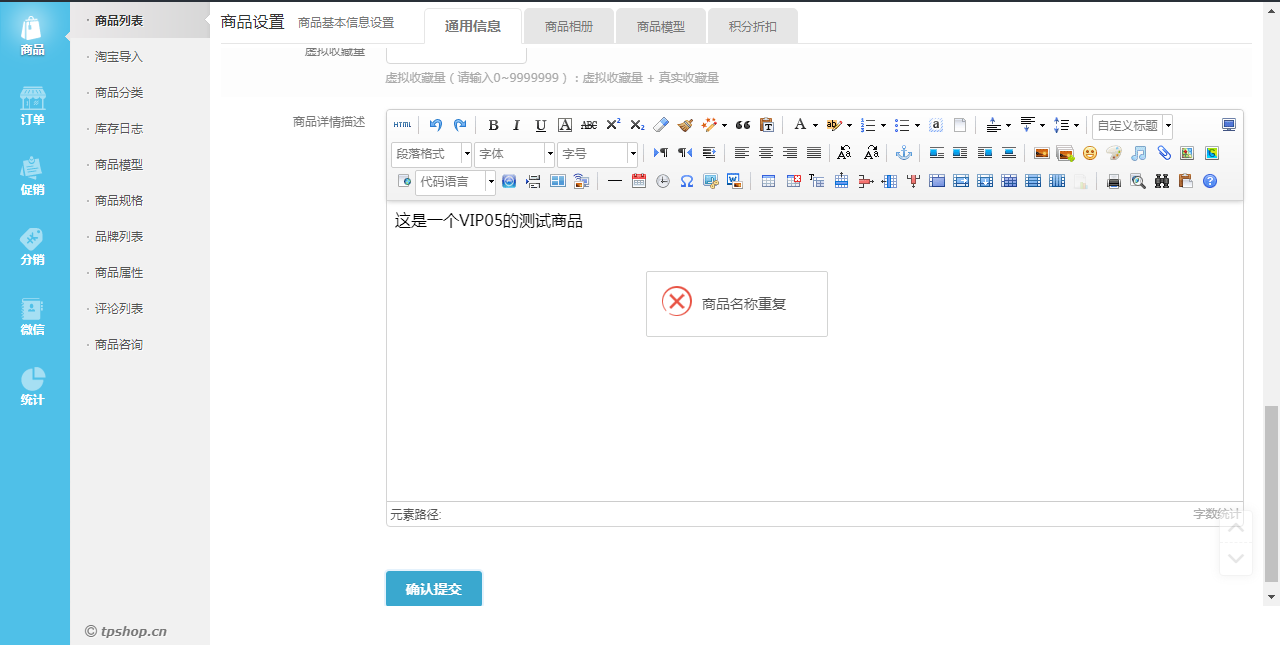 商品
订单
促销
分销
微信
统计
· 商品列表
· 淘宝导入
· 商品分类
· 库存日志
· 商品模型
· 商品规格
· 品牌列表
· 商品属性
· 评论列表
· 商品咨询
© tpshop.cn
商品设置 商品基本信息设置 通用信息 商品相册 商品模型 积分折扣
虚拟收藏量
虚拟收藏量 ( 请输入0~9999999 ) : 虚拟收藏量 + 真实收藏量
商品详情描述
HTML B I U A ABC X² X₂ A ab a 自定义标题
段落格式 字体 字号
代码语言
这是一个VIP05的测试商品
商品名称重复
元素路径: 字数统计
确认提交